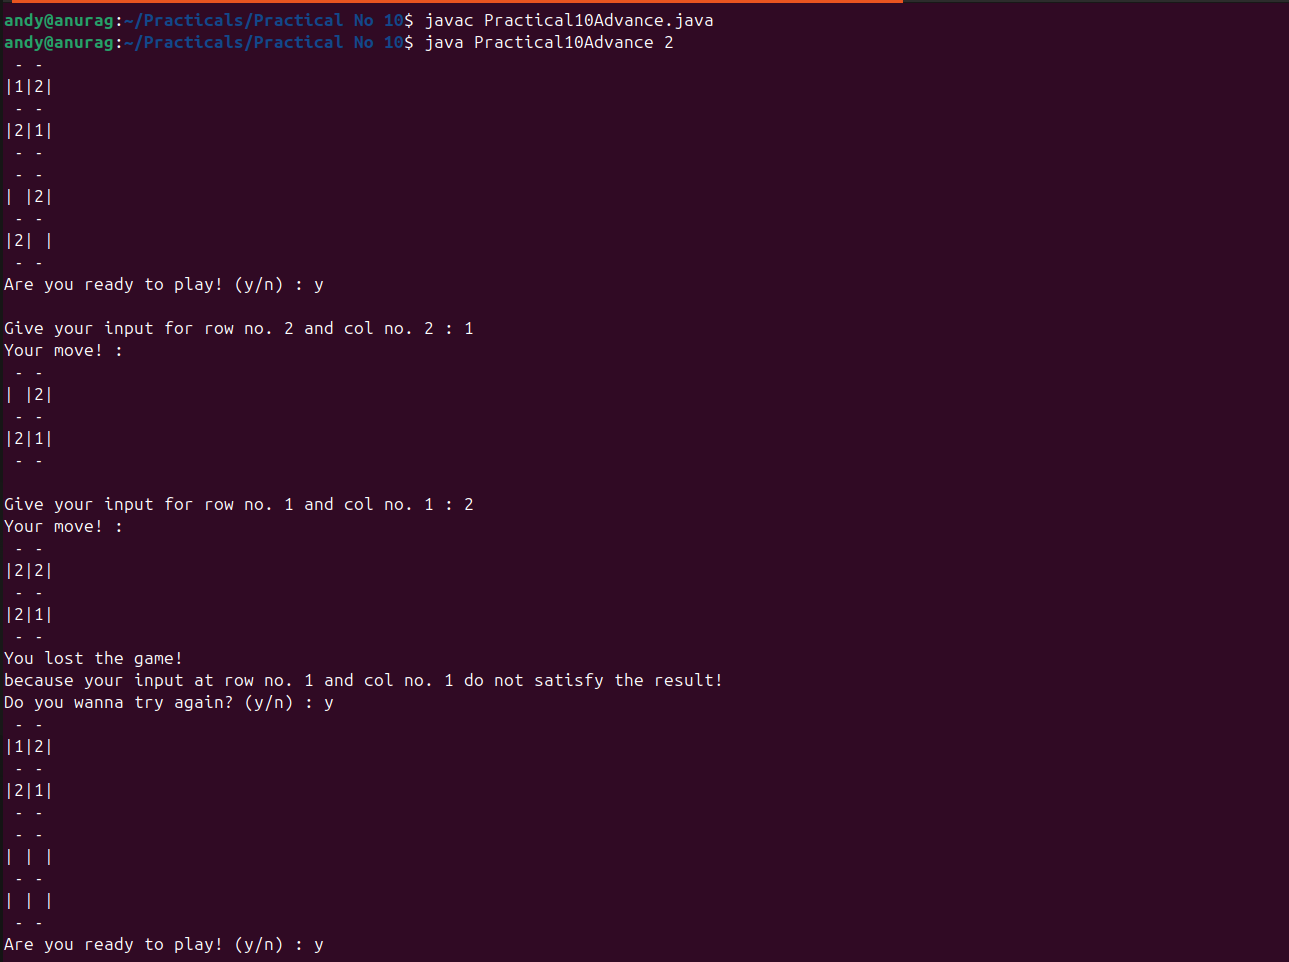 andy@anurag:~/Practicals/Practical No 10$ javac Practical10Advance.java
andy@anurag:~/Practicals/Practical No 10$ java Practical10Advance 2
 - -
|1|2|
 - -
|2|1|
 - -
 - -
| |2|
 - -
|2| |
 - -
Are you ready to play! (y/n) : y

Give your input for row no. 2 and col no. 2 : 1
Your move! :
 - -
| |2|
 - -
|2|1|
 - -

Give your input for row no. 1 and col no. 1 : 2
Your move! :
 - -
|2|2|
 - -
|2|1|
 - -
You lost the game!
because your input at row no. 1 and col no. 1 do not satisfy the result!
Do you wanna try again? (y/n) : y
 - -
|1|2|
 - -
|2|1|
 - -
 - -
| | |
 - -
| | |
 - -
Are you ready to play! (y/n) : y